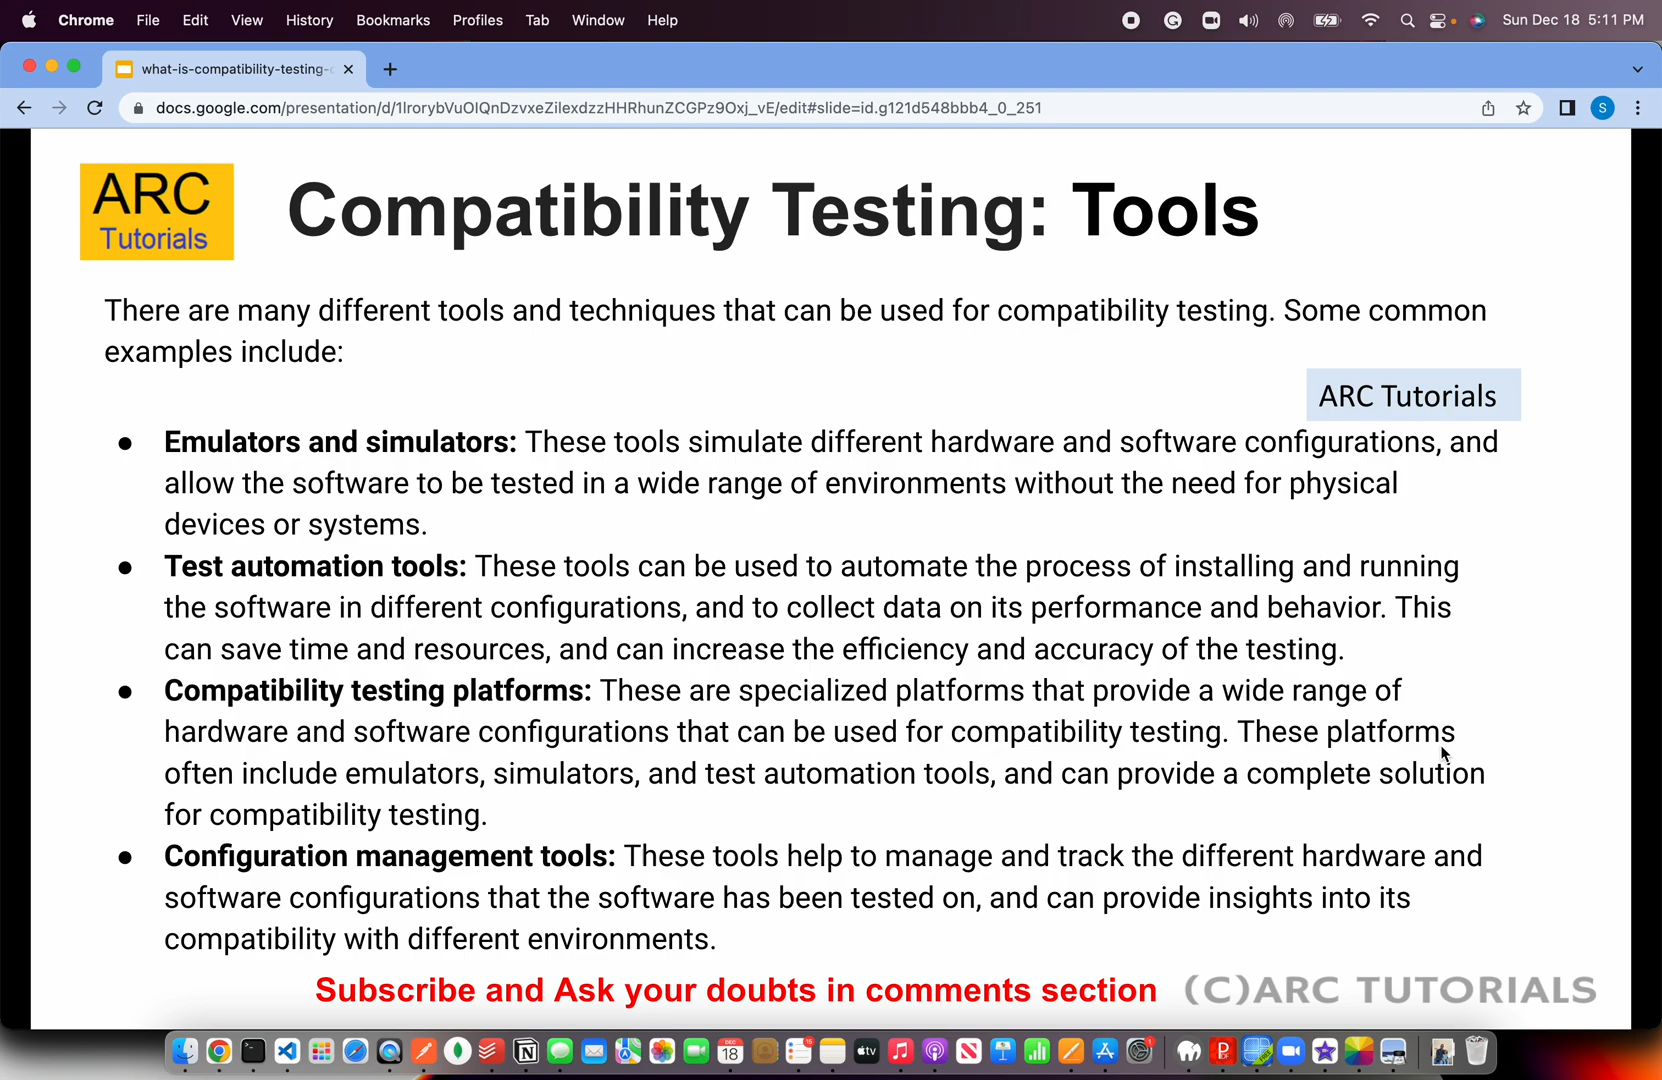 Chrome File Edit View History Bookmarks Profiles Tab Window Help Sun Dec 18 5:11 PM
what-is-compatibility-testing-
docs.google.com/presentation/d/1lrorybVuOIQnDzvxeZilexdzzHHRhunZCGPz9Oxj_vE/edit#slide=id.g121d548bbb4_0_251
S
ARC
Tutorials
Compatibility Testing: Tools
There are many different tools and techniques that can be used for compatibility testing. Some common
examples include:
ARC Tutorials
● Emulators and simulators: These tools simulate different hardware and software configurations, and
allow the software to be tested in a wide range of environments without the need for physical
devices or systems.
● Test automation tools: These tools can be used to automate the process of installing and running
the software in different configurations, and to collect data on its performance and behavior. This
can save time and resources, and can increase the efficiency and accuracy of the testing.
● Compatibility testing platforms: These are specialized platforms that provide a wide range of
hardware and software configurations that can be used for compatibility testing. These platforms
often include emulators, simulators, and test automation tools, and can provide a complete solution
for compatibility testing.
● Configuration management tools: These tools help to manage and track the different hardware and
software configurations that the software has been tested on, and can provide insights into its
compatibility with different environments.
Subscribe and Ask your doubts in comments section
(C)ARC TUTORIALS
DEC
18
tv